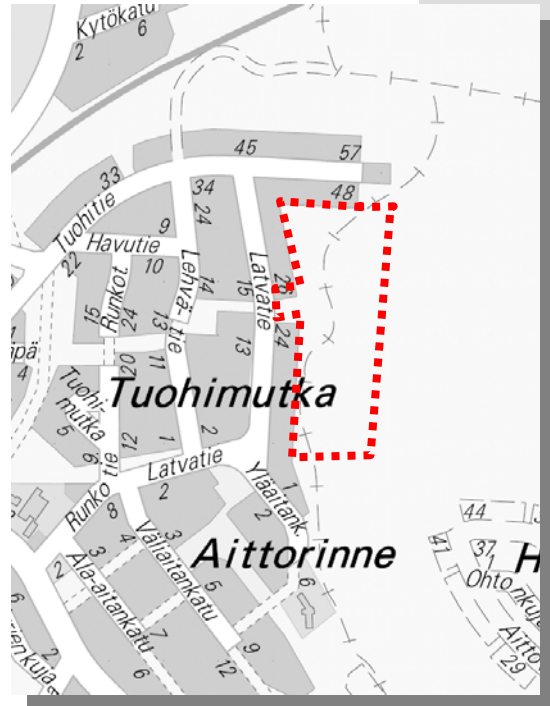 Kytökatu
6
2
45
57
33
34
48
Tuohitie
24
9
Havutie
22
10
Lehvä-
tie
14
15
Latvatie
26
Runkot.
15
24
13
24
13
4
20
11
Tuohimutka
Tuohi-
mutka
5
6
12
1
2
Latvatie
2
Yläaitank.
1
2
Runko
tie
8
3
4
Väliaitankatu
44
41
37
Aittorinne
H
3
2
5
6
Ohto
nkuja
Ala-aitankatu
7
9
6
12
29
6
2